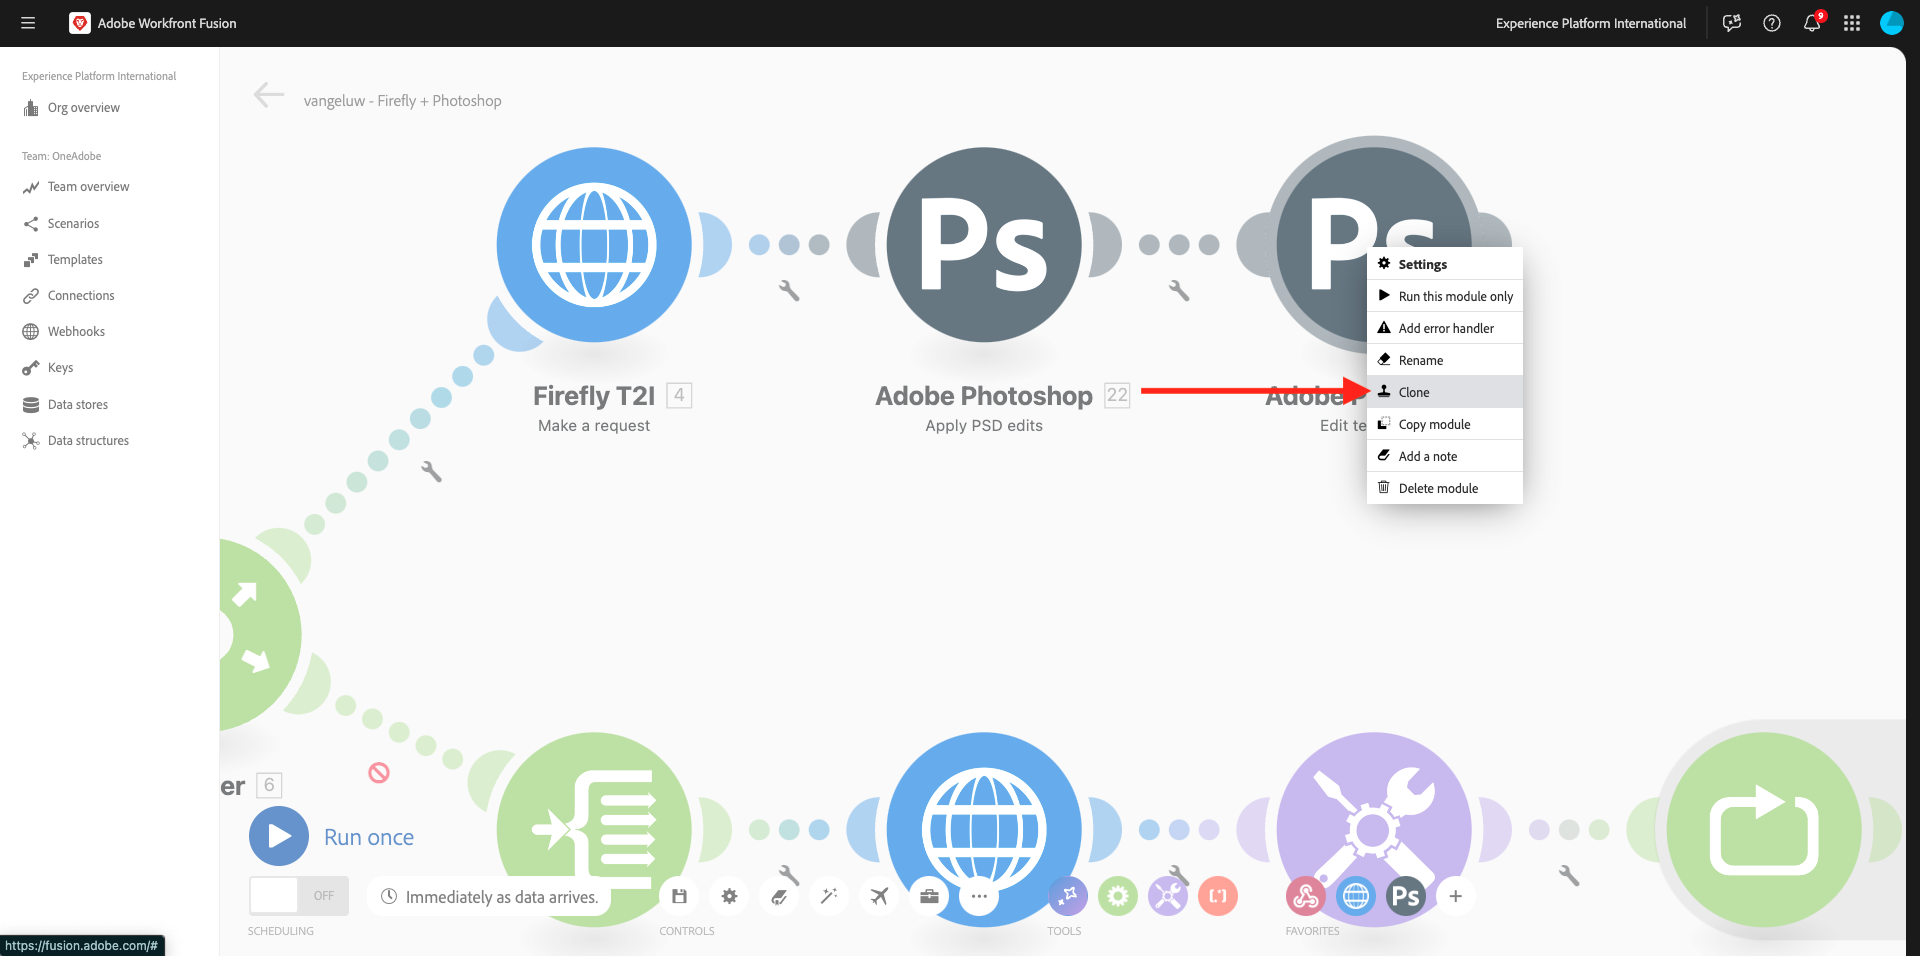 Adobe Workfront Fusion
Experience Platform International
9
Experience Platform International
Org overview
Team: OneAdobe
Team overview
Scenarios
Templates
Connections
Webhooks
Keys
Data stores
Data structures
vangeluw - Firefly + Photoshop
Ps
Ps
Firefly T2I 4
Make a request
Adobe Photoshop 22
Apply PSD edits
Adobe P
Edit te
Settings
Run this module only
Add error handler
Rename
Clone
Copy module
Add a note
Delete module
er 6
Run once
OFF
Immediately as data arrives.
Ps
SCHEDULING
CONTROLS
TOOLS
FAVORITES
https://fusion.adobe.com/#